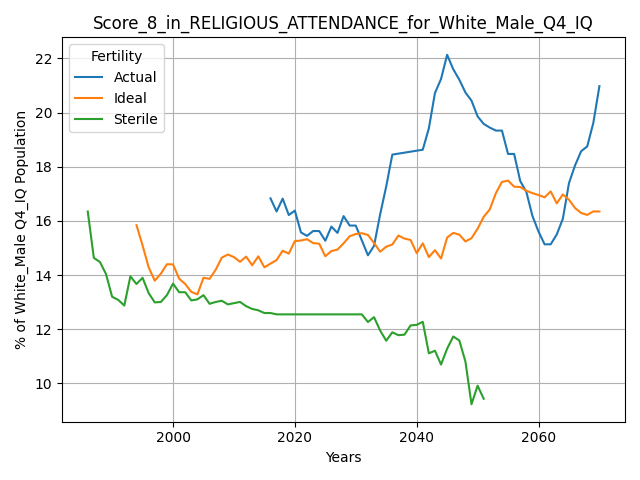 Score_8_in_RELIGIOUS_ATTENDANCE_for_White_Male_Q4_IQ
Fertility
Actual
Ideal
Sterile
% of White_Male Q4_IQ Population
22
20
18
16
14
12
10
2000
2020
2040
2060
Years